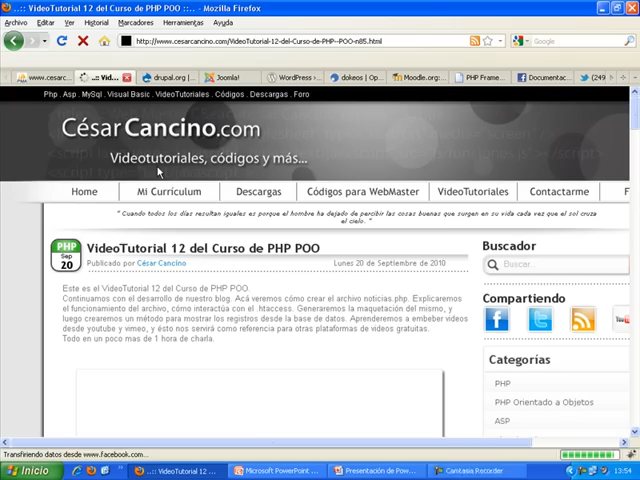 ..:: VideoTutorial 12 del Curso de PHP POO ::.. - Mozilla Firefox
Archivo Editar Ver Historial Marcadores Herramientas Ayuda
http://www.cesarcancino.com/VideoTutorial-12-del-Curso-de-PHP--POO-n85.html
Google
www.cesarc...
..:: Vid...
drupal.org | ...
Joomla!
WordPress › ...
dokeos | Op...
Moodle.org:...
PHP Frame...
Documentac...
(249
Php . Asp . MySql . Visual Basic . VideoTutoriales . Códigos . Descargas . Foro
CésarCancino.com
Videotutoriales, códigos y más...
Home Mi Currículum Descargas Códigos para WebMaster VideoTutoriales Contactarme F
" Cuando todos los días resultan iguales es porque el hombre ha dejado de percibir las cosas buenas que surgen en su vida cada vez que el sol cruza
el cielo. "
PHP
Sep
20
VideoTutorial 12 del Curso de PHP POO
Publicado por César Cancino
Lunes 20 de Septiembre de 2010
Este es el VideoTutorial 12 del Curso de PHP POO.
Continuamos con el desarrollo de nuestro blog. Acá veremos cómo crear el archivo noticias.php. Explicaremos
el funcionamiento del archivo, cómo interactúa con el .htaccess. Generaremos la maquetación del mismo, y
luego crearemos un método para mostrar los registros desde la base de datos. Aprenderemos a embeber videos
desde youtube y vimeo, y ésto nos servirá como referencia para otras plataformas de videos gratuitas.
Todo en un poco mas de 1 hora de charla.
Buscador
Buscar...
Compartiendo
You
Categorías
PHP
PHP Orientado a Objetos
ASP
Transfiriendo datos desde www.facebook.com...
Inicio
..:: VideoTutorial 12 ...
Microsoft PowerPoint ...
Presentación de Pow...
Camtasia Recorder
13:54